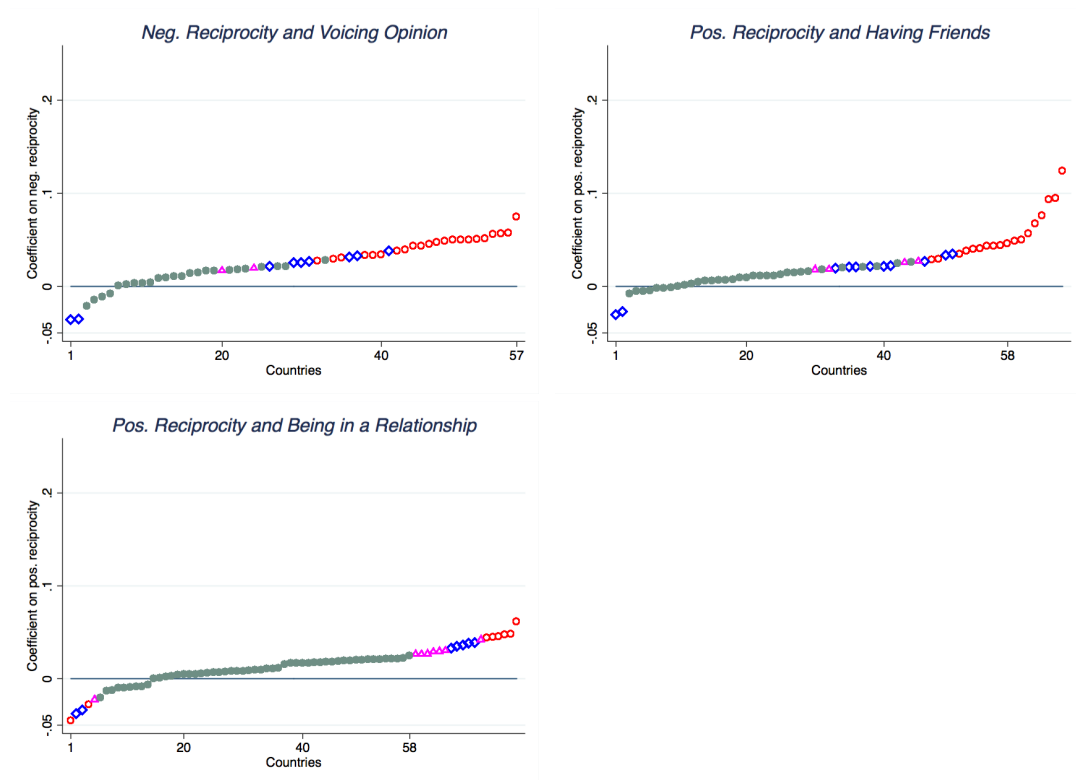 Neg. Reciprocity and Voicing Opinion
Coefficient on neg. reciprocity
.2
.1
0
-.05
1
20
40
57
Countries
Pos. Reciprocity and Having Friends
Coefficient on pos. reciprocity
.2
.1
0
-.05
1
20
40
58
Countries
Pos. Reciprocity and Being in a Relationship
Coefficient on pos. reciprocity
.2
.1
0
-.05
1
20
40
58
Countries